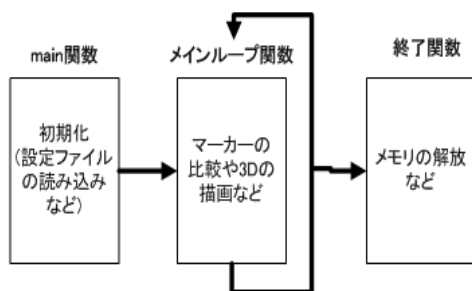 main関数
初期化
(設定ファイル
の読み込み
など)
メインループ関数
マーカーの
比較や3Dの
描画など
終了関数
メモリの解放
など